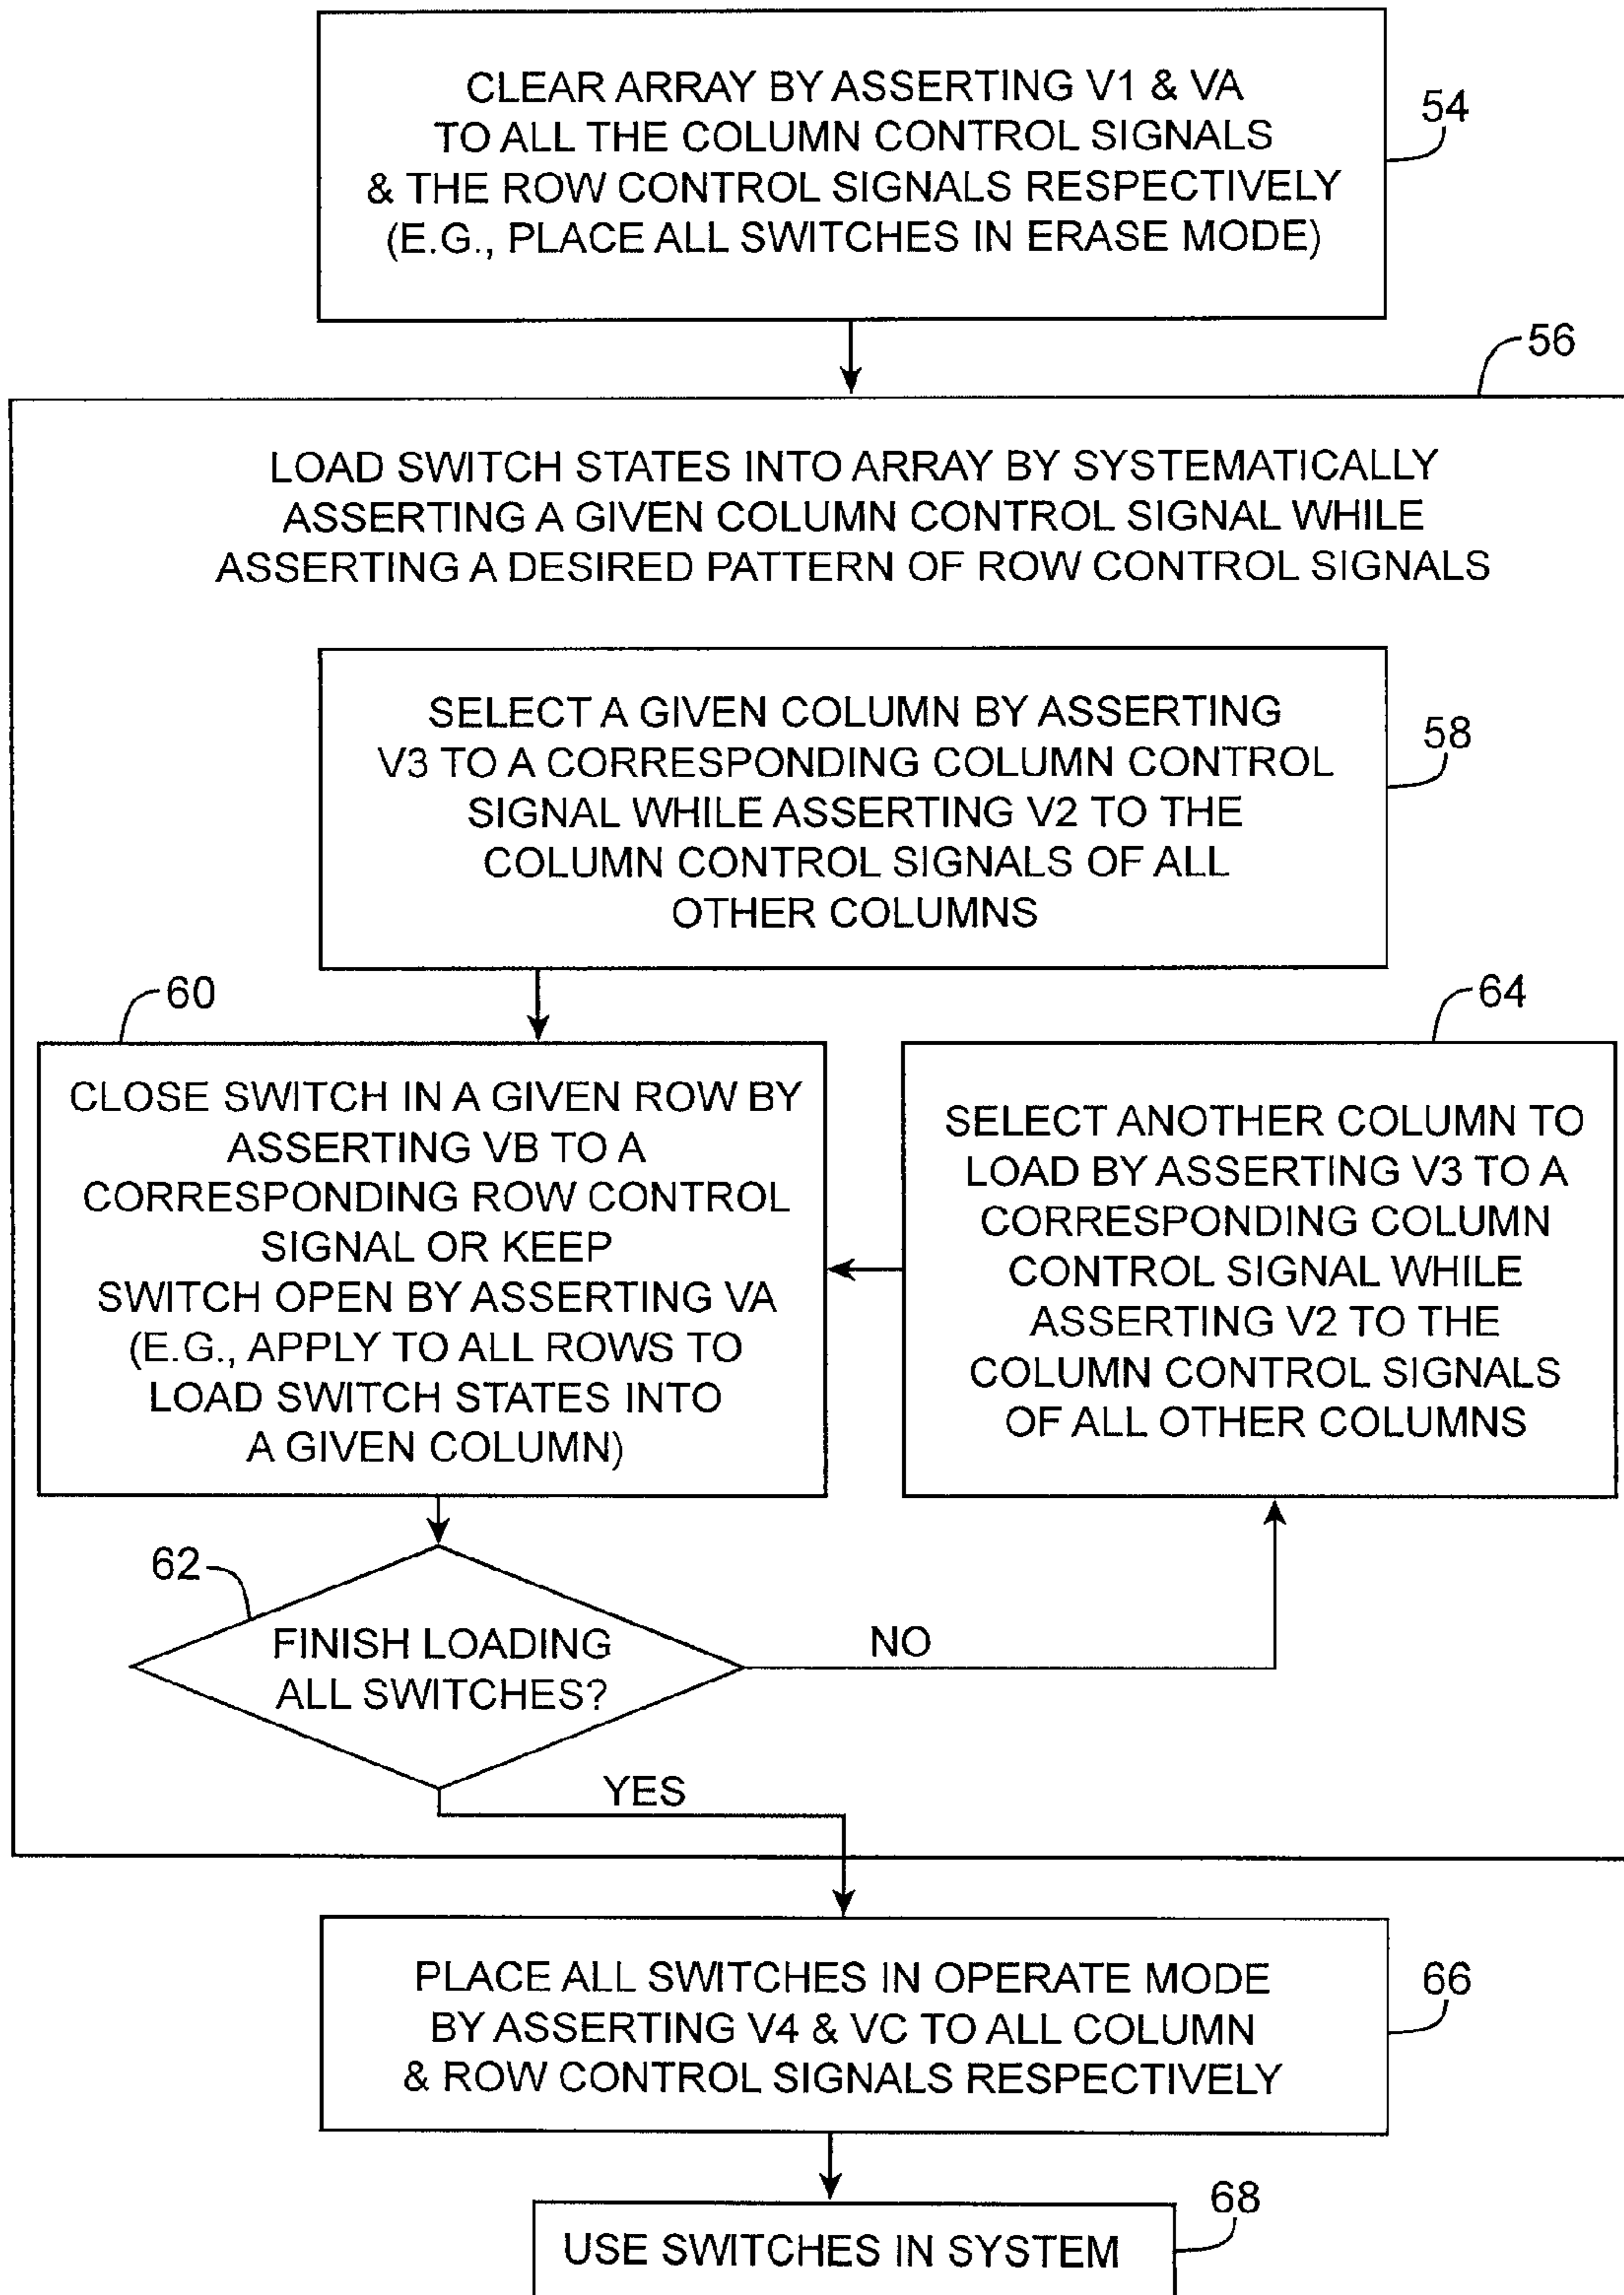 CLEAR ARRAY BY ASSERTING V1 & VA
TO ALL THE COLUMN CONTROL SIGNALS
& THE ROW CONTROL SIGNALS RESPECTIVELY
(E.G., PLACE ALL SWITCHES IN ERASE MODE)
54
56
LOAD SWITCH STATES INTO ARRAY BY SYSTEMATICALLY
ASSERTING A GIVEN COLUMN CONTROL SIGNAL WHILE
ASSERTING A DESIRED PATTERN OF ROW CONTROL SIGNALS
SELECT A GIVEN COLUMN BY ASSERTING
V3 TO A CORRESPONDING COLUMN CONTROL
SIGNAL WHILE ASSERTING V2 TO THE
COLUMN CONTROL SIGNALS OF ALL
OTHER COLUMNS
58
60
CLOSE SWITCH IN A GIVEN ROW BY
ASSERTING VB TO A
CORRESPONDING ROW CONTROL
SIGNAL OR KEEP
SWITCH OPEN BY ASSERTING VA
(E.G., APPLY TO ALL ROWS TO
LOAD SWITCH STATES INTO
A GIVEN COLUMN)
64
SELECT ANOTHER COLUMN TO
LOAD BY ASSERTING V3 TO A
CORRESPONDING COLUMN
CONTROL SIGNAL WHILE
ASSERTING V2 TO THE
COLUMN CONTROL SIGNALS
OF ALL OTHER COLUMNS
62
FINISH LOADING
ALL SWITCHES?
NO
YES
PLACE ALL SWITCHES IN OPERATE MODE
BY ASSERTING V4 & VC TO ALL COLUMN
& ROW CONTROL SIGNALS RESPECTIVELY
66
68
USE SWITCHES IN SYSTEM